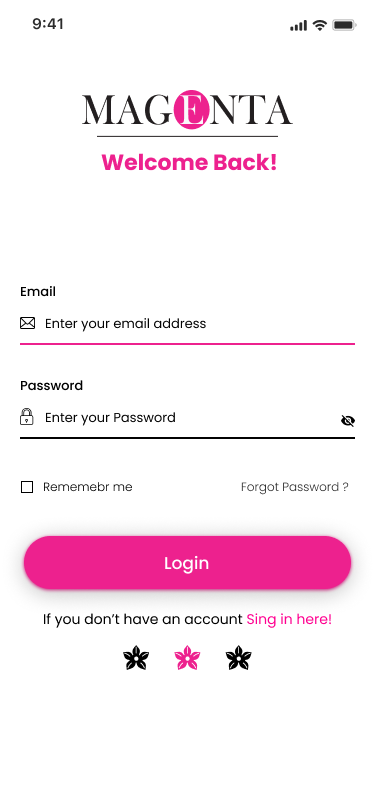 9:41
MAGENTA
Welcome Back!
Email
Enter your email address
Password
Enter your Password
Rememebr me
Forgot Password ?
Login
If you don’t have an account Sing in here!